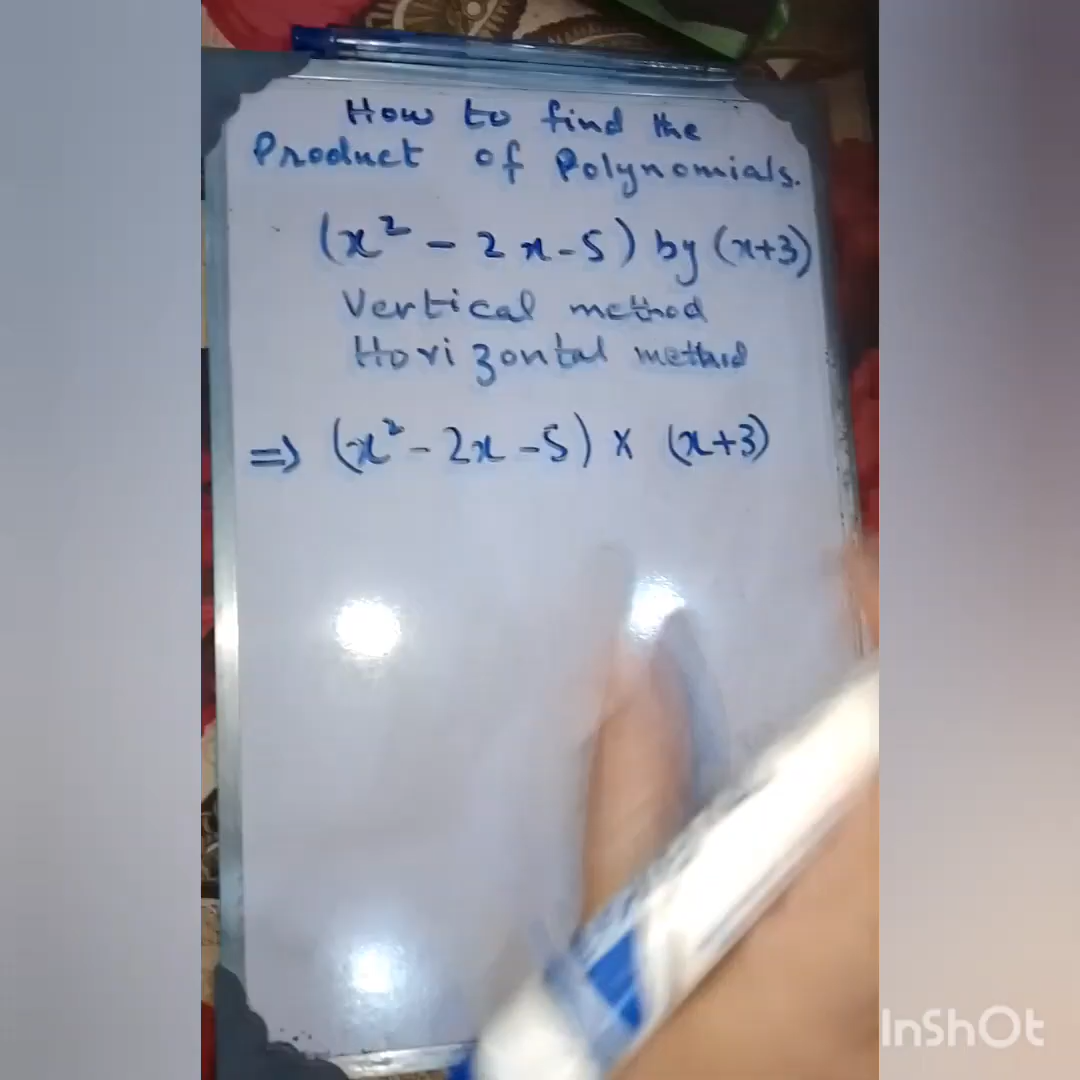 How to find the
Product of Polynomials.
(x² - 2x-5) by (x+3)
Vertical method
Horizontal method
⇒ (x² - 2x -5) × (x+3)
InShOt